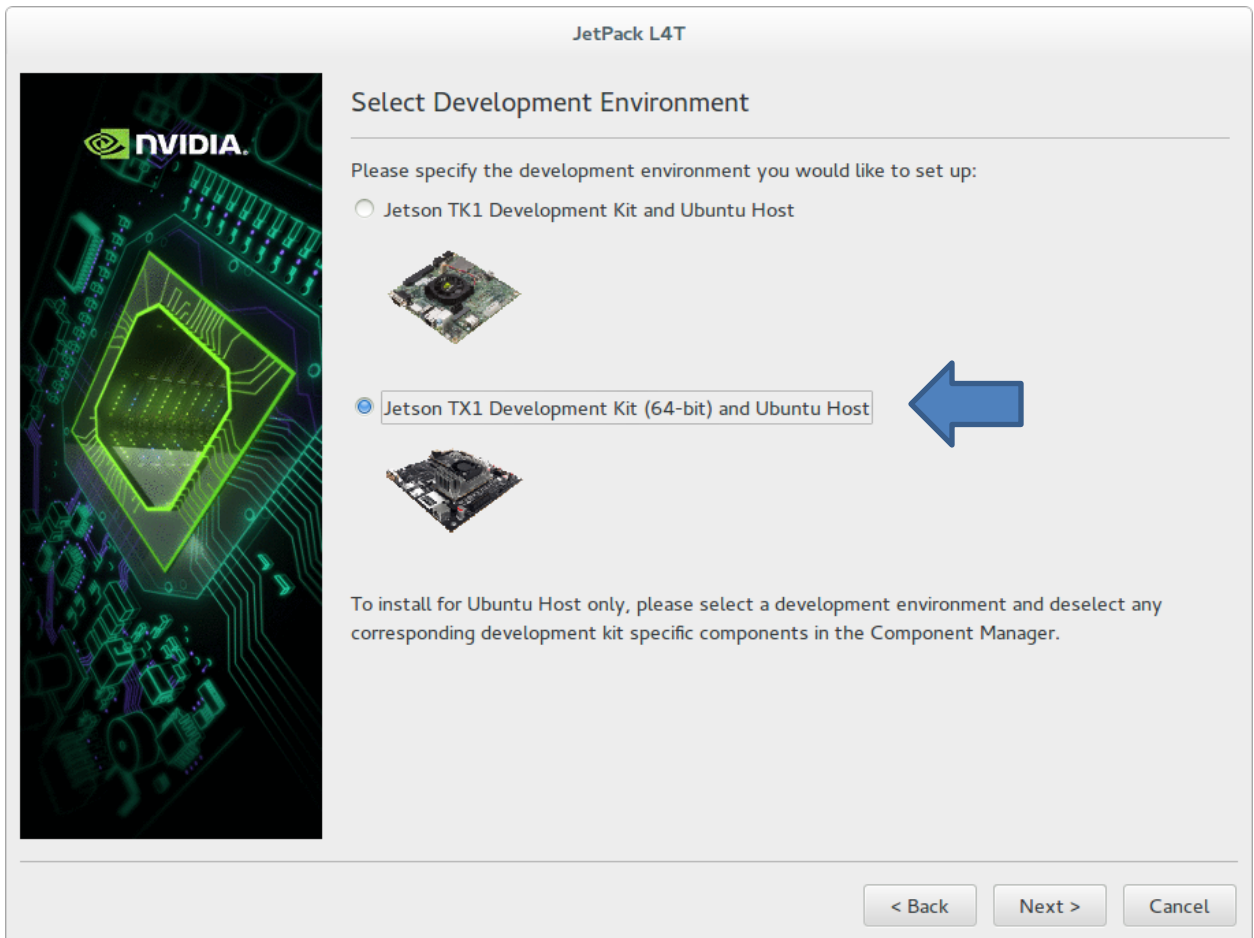 JetPack L4T
NVIDIA.
Select Development Environment
Please specify the development environment you would like to set up:
Jetson TK1 Development Kit and Ubuntu Host
Jetson TX1 Development Kit (64-bit) and Ubuntu Host
To install for Ubuntu Host only, please select a development environment and deselect any
corresponding development kit specific components in the Component Manager.
< Back
Next >
Cancel